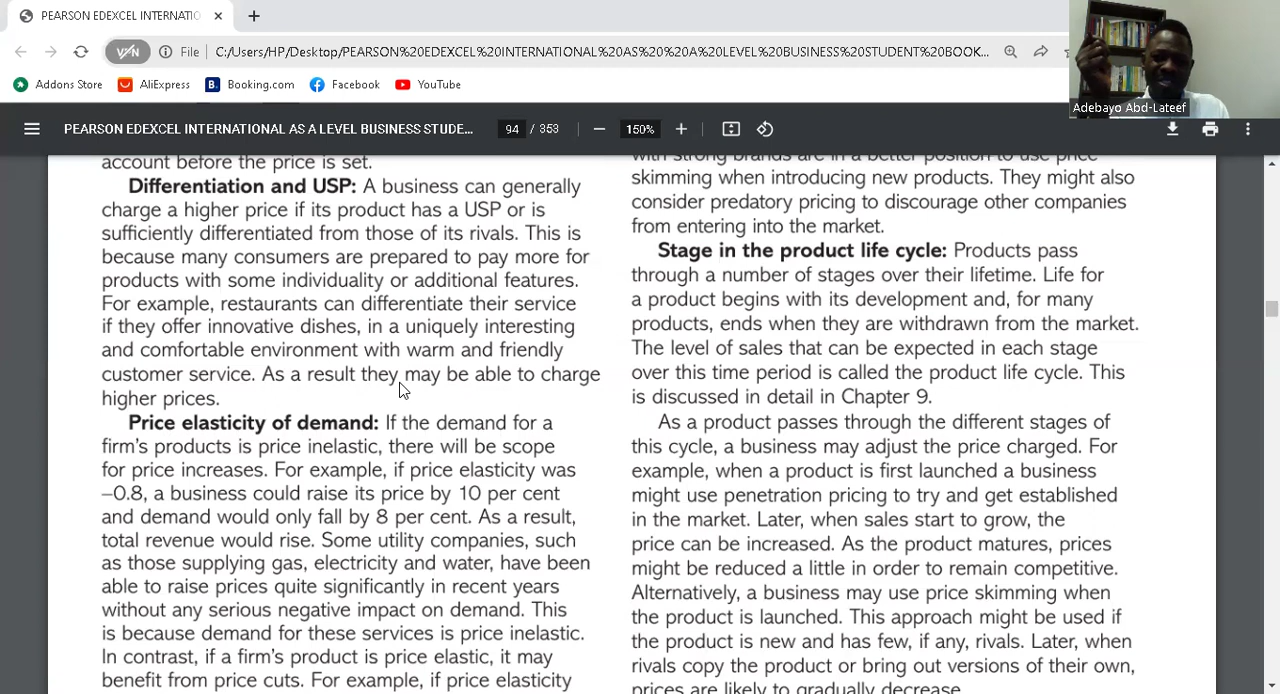 PEARSON EDEXCEL INTERNATIO
File
C:/Users/HP/Desktop/PEARSON%20EDEXCEL%20INTERNATIONAL%20AS%20%20A%20LEVEL%20BUSINESS%20STUDENT%20BOOK...
Addons Store
AliExpress
B.
Booking.com
Facebook
YouTube
Adebayo Abd-Lateef
PEARSON EDEXCEL INTERNATIONAL AS A LEVEL BUSINESS STUDE...
94 / 353
150%
account before the price is set.
Differentiation and USP: A business can generally
charge a higher price if its product has a USP or is
sufficiently differentiated from those of its rivals. This is
because many consumers are prepared to pay more for
products with some individuality or additional features.
For example, restaurants can differentiate their service
if they offer innovative dishes, in a uniquely interesting
and comfortable environment with warm and friendly
customer service. As a result they may be able to charge
higher prices.
Price elasticity of demand: If the demand for a
firm's products is price inelastic, there will be scope
for price increases. For example, if price elasticity was
–0.8, a business could raise its price by 10 per cent
and demand would only fall by 8 per cent. As a result,
total revenue would rise. Some utility companies, such
as those supplying gas, electricity and water, have been
able to raise prices quite significantly in recent years
without any serious negative impact on demand. This
is because demand for these services is price inelastic.
In contrast, if a firm's product is price elastic, it may
benefit from price cuts. For example, if price elasticity
with strong brands are in a better position to use price
skimming when introducing new products. They might also
consider predatory pricing to discourage other companies
from entering into the market.
Stage in the product life cycle: Products pass
through a number of stages over their lifetime. Life for
a product begins with its development and, for many
products, ends when they are withdrawn from the market.
The level of sales that can be expected in each stage
over this time period is called the product life cycle. This
is discussed in detail in Chapter 9.
As a product passes through the different stages of
this cycle, a business may adjust the price charged. For
example, when a product is first launched a business
might use penetration pricing to try and get established
in the market. Later, when sales start to grow, the
price can be increased. As the product matures, prices
might be reduced a little in order to remain competitive.
Alternatively, a business may use price skimming when
the product is launched. This approach might be used if
the product is new and has few, if any, rivals. Later, when
rivals copy the product or bring out versions of their own,
prices are likely to gradually decrease.